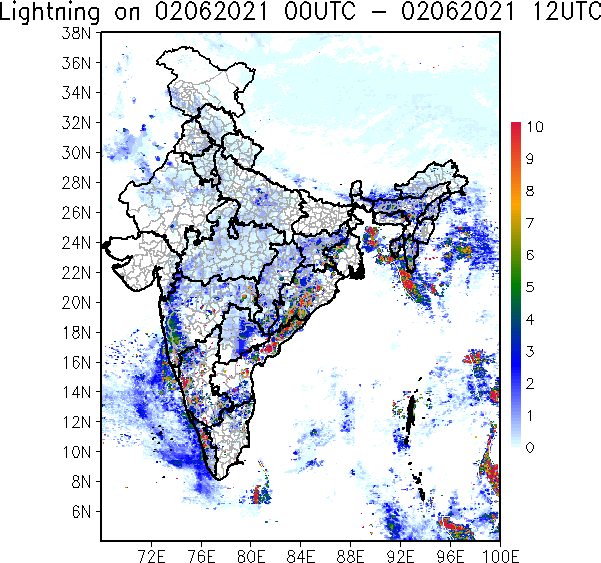 Lightning on 02062021 00UTC – 02062021 12UTC
38N
36N
34N
32N
30N
28N
26N
24N
22N
20N
18N
16N
14N
12N
10N
8N
6N
72E 76E 80E 84E 88E 92E 96E 100E
10
9
8
7
6
5
4
3
2
1
0